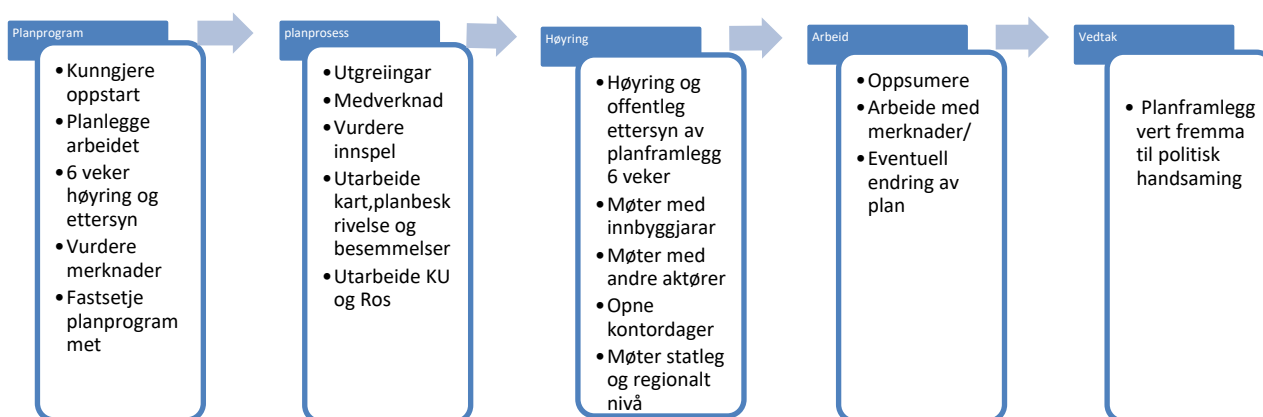 Planprogram
• Kunngjere
oppstart
• Planlegge
arbeidet
• 6 veker
høyring og
ettersyn
• Vurdere
merknader
• Fastsetje
planprogram
met
planprosess
• Utgreiingar
• Medverknad
• Vurdere
innspel
• Utarbeide
kart,planbesk
rivelse og
besemmelser
• Utarbeide KU
og Ros
Høyring
• Høyring og
offentleg
ettersyn av
planframlegg
6 veker
• Møter med
innbyggjarar
• Møter med
andre aktører
• Opne
kontordager
• Møter statleg
og regionalt
nivå
Arbeid
• Oppsumere
• Arbeide med
merknader/
• Eventuell
endring av
plan
Vedtak
• Planframlegg
vert fremma
til politisk
handsaming